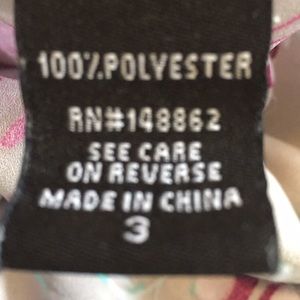 100%POLYESTER
RN#148862
SEE CARE
ON REVERSE
MADE IN CHINA
3